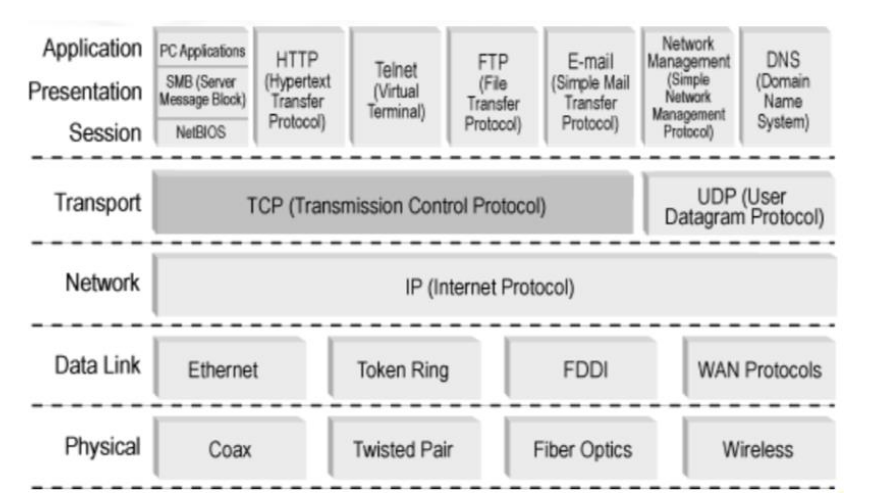 Application
Presentation
Session
PC Applications
SMB (Server
Message Block)
NetBIOS
HTTP
(Hypertext
Transfer
Protocol)
Telnet
(Virtual
Terminal)
FTP
(File
Transfer
Protocol)
E-mail
(Simple Mail
Transfer
Protocol)
Network
Management
(Simple
Network
Management
Protocol)
DNS
(Domain
Name
System)
Transport
TCP (Transmission Control Protocol)
UDP (User
Datagram Protocol)
Network
IP (Internet Protocol)
Data Link
Ethernet
Token Ring
FDDI
WAN Protocols
Physical
Coax
Twisted Pair
Fiber Optics
Wireless